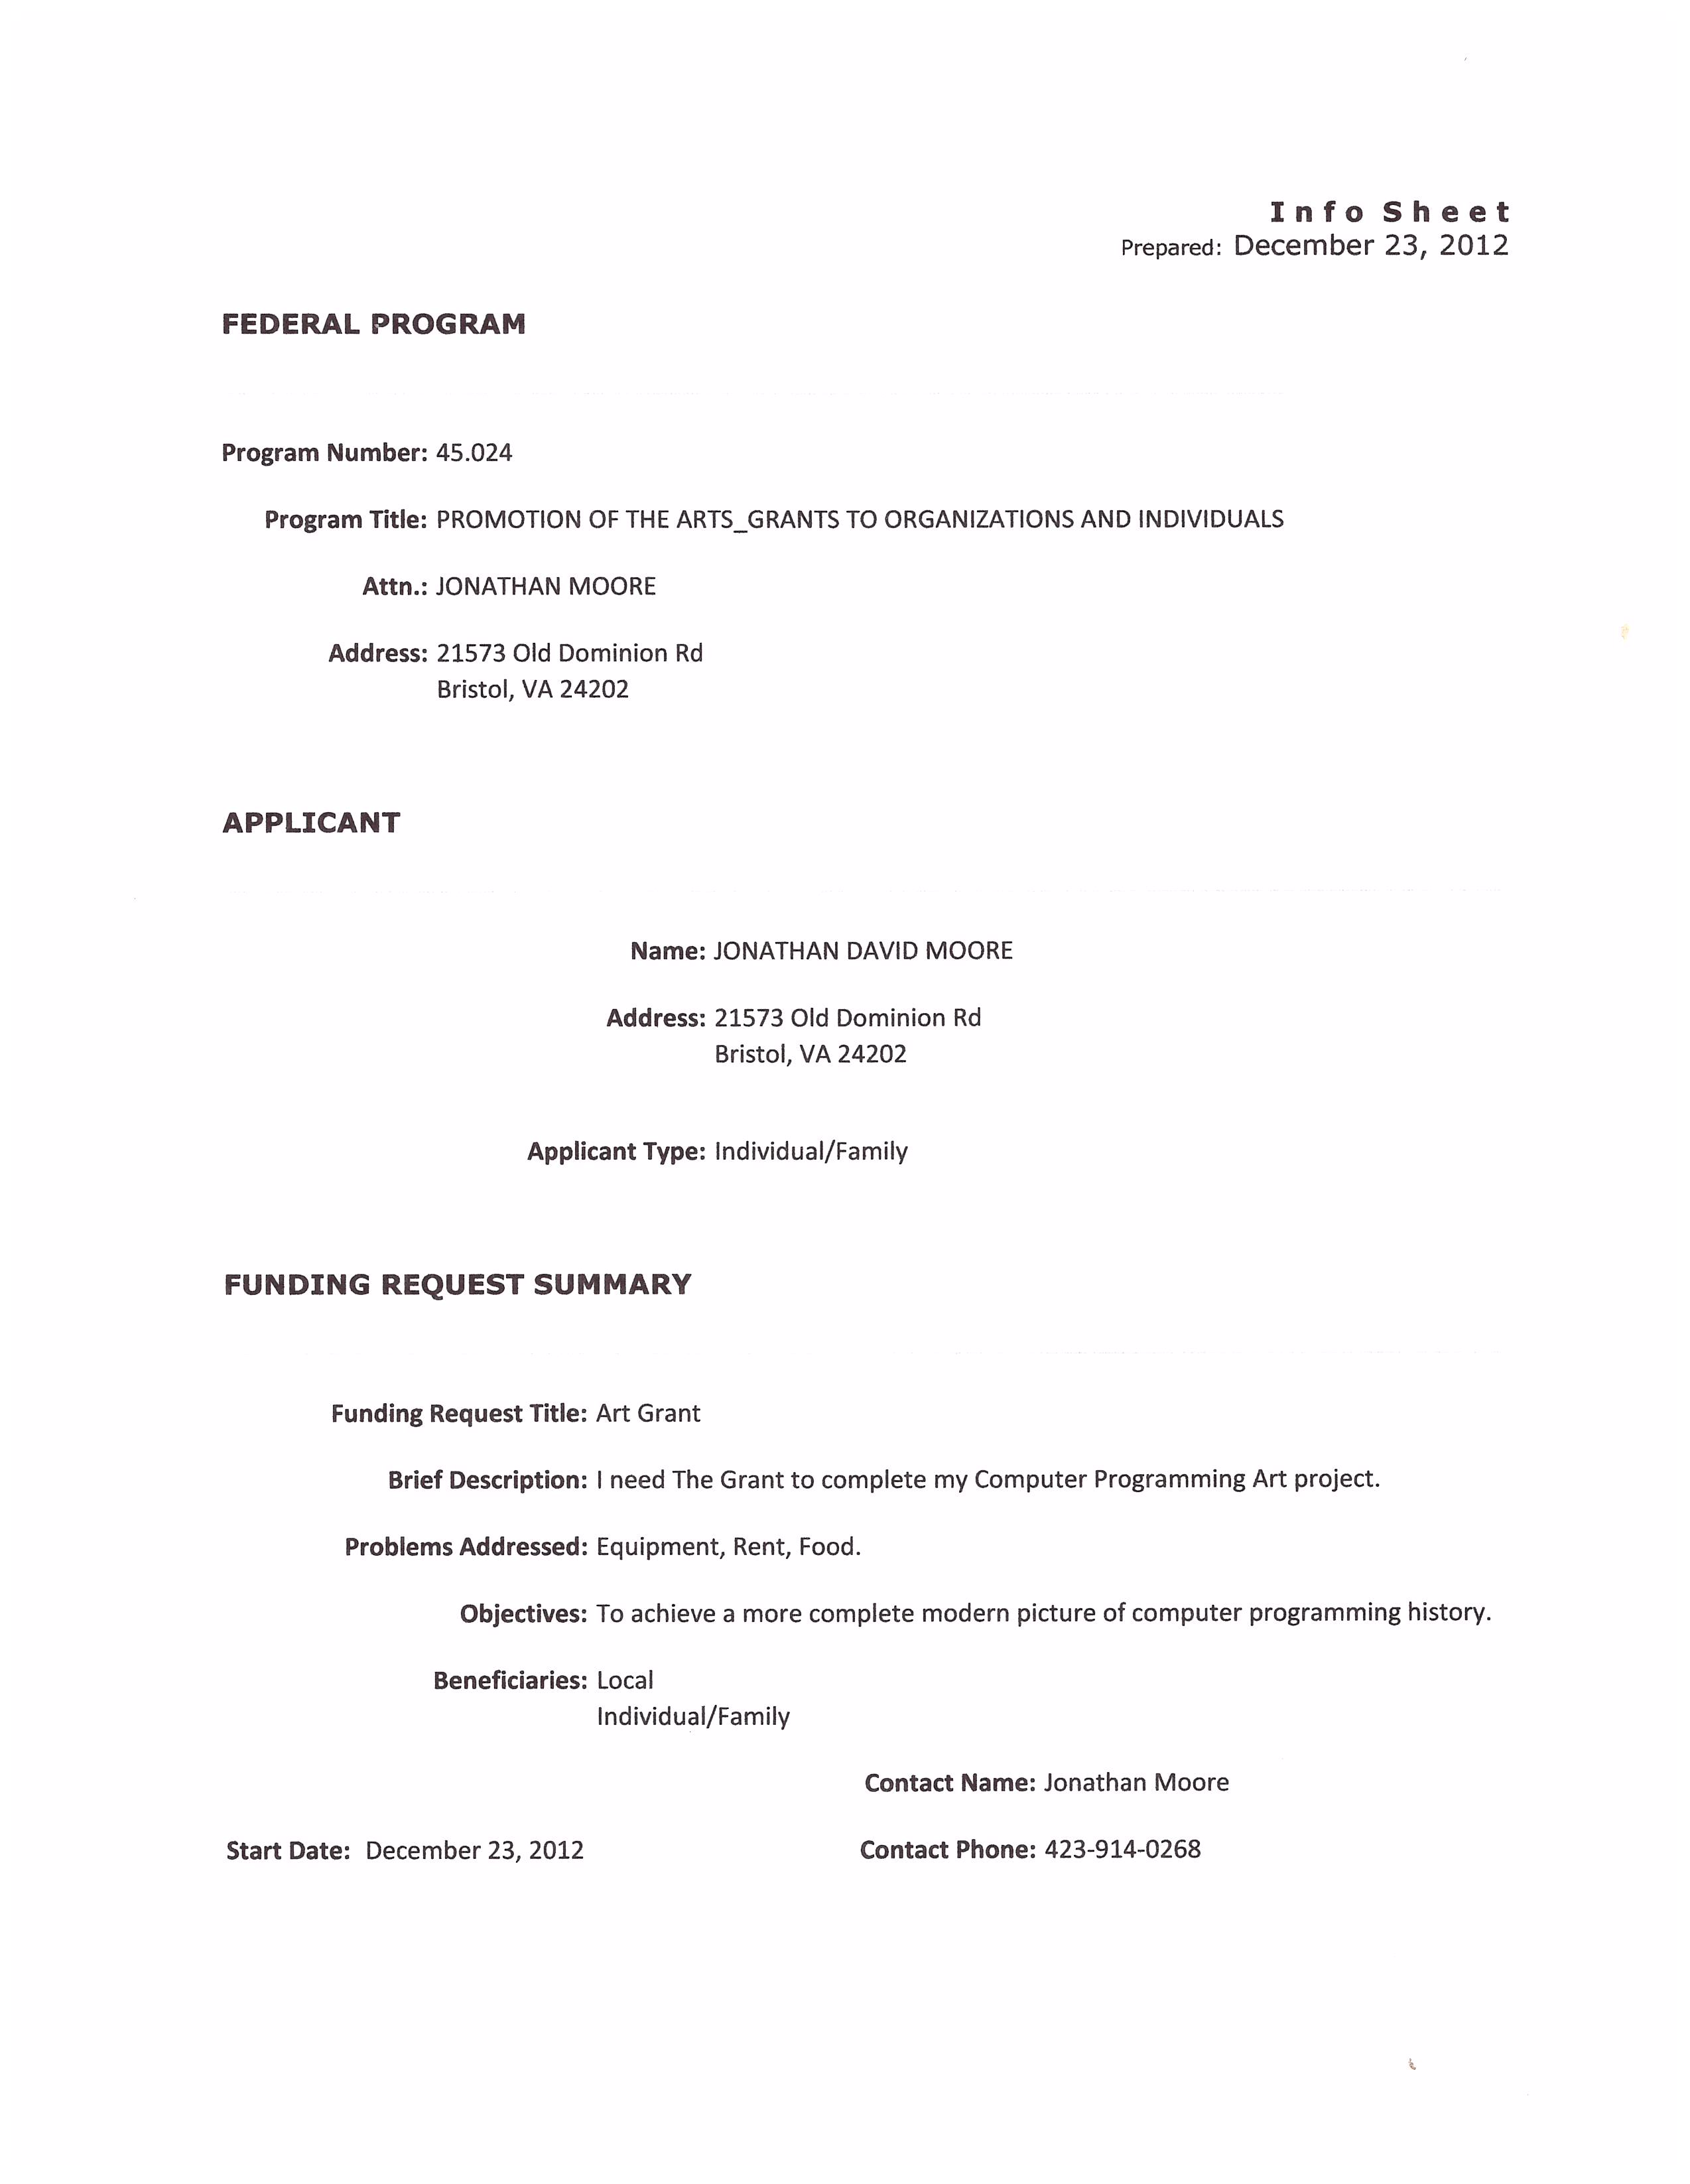 Info Sheet
Prepared: December 23, 2012
FEDERAL PROGRAM
Program Number: 45.024
Program Title: PROMOTION OF THE ARTS_GRANTS TO ORGANIZATIONS AND INDIVIDUALS
Attn.: JONATHAN MOORE
Address: 21573 Old Dominion Rd
Bristol, VA 24202
APPLICANT
Name: JONATHAN DAVID MOORE
Address: 21573 Old Dominion Rd
Bristol, VA 24202
Applicant Type: Individual/Family
FUNDING REQUEST SUMMARY
Funding Request Title: Art Grant
Brief Description: I need The Grant to complete my Computer Programming Art project.
Problems Addressed: Equipment, Rent, Food.
Objectives: To achieve a more complete modern picture of computer programming history.
Beneficiaries: Local
Individual/Family
Contact Name: Jonathan Moore
Start Date: December 23, 2012 Contact Phone: 423-914-0268